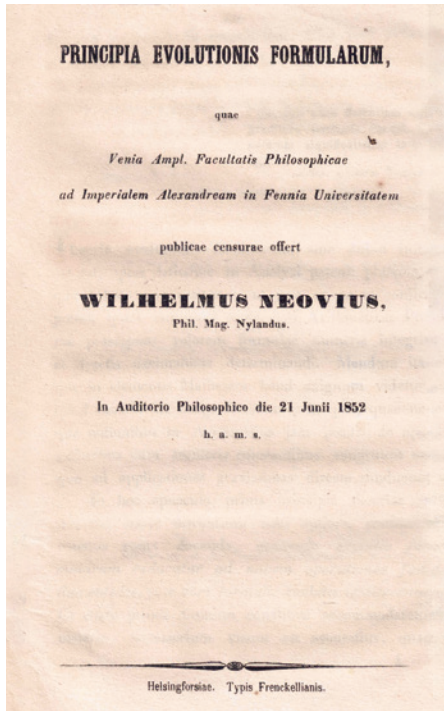 PRINCIPIA EVOLUTIONIS FORMULARUM,
quae
Venia Ampl. Facultatis Philosophicae
ad Imperialem Alexandream in Fennia Universitatem
publicae censurae offert
WILHELMUS NEOVIUS,
Phil. Mag. Nylandus.
In Auditorio Philosophico die 21 Junii 1852
h. a. m. s.
Helsingforsiae. Typis Frenckellianis.